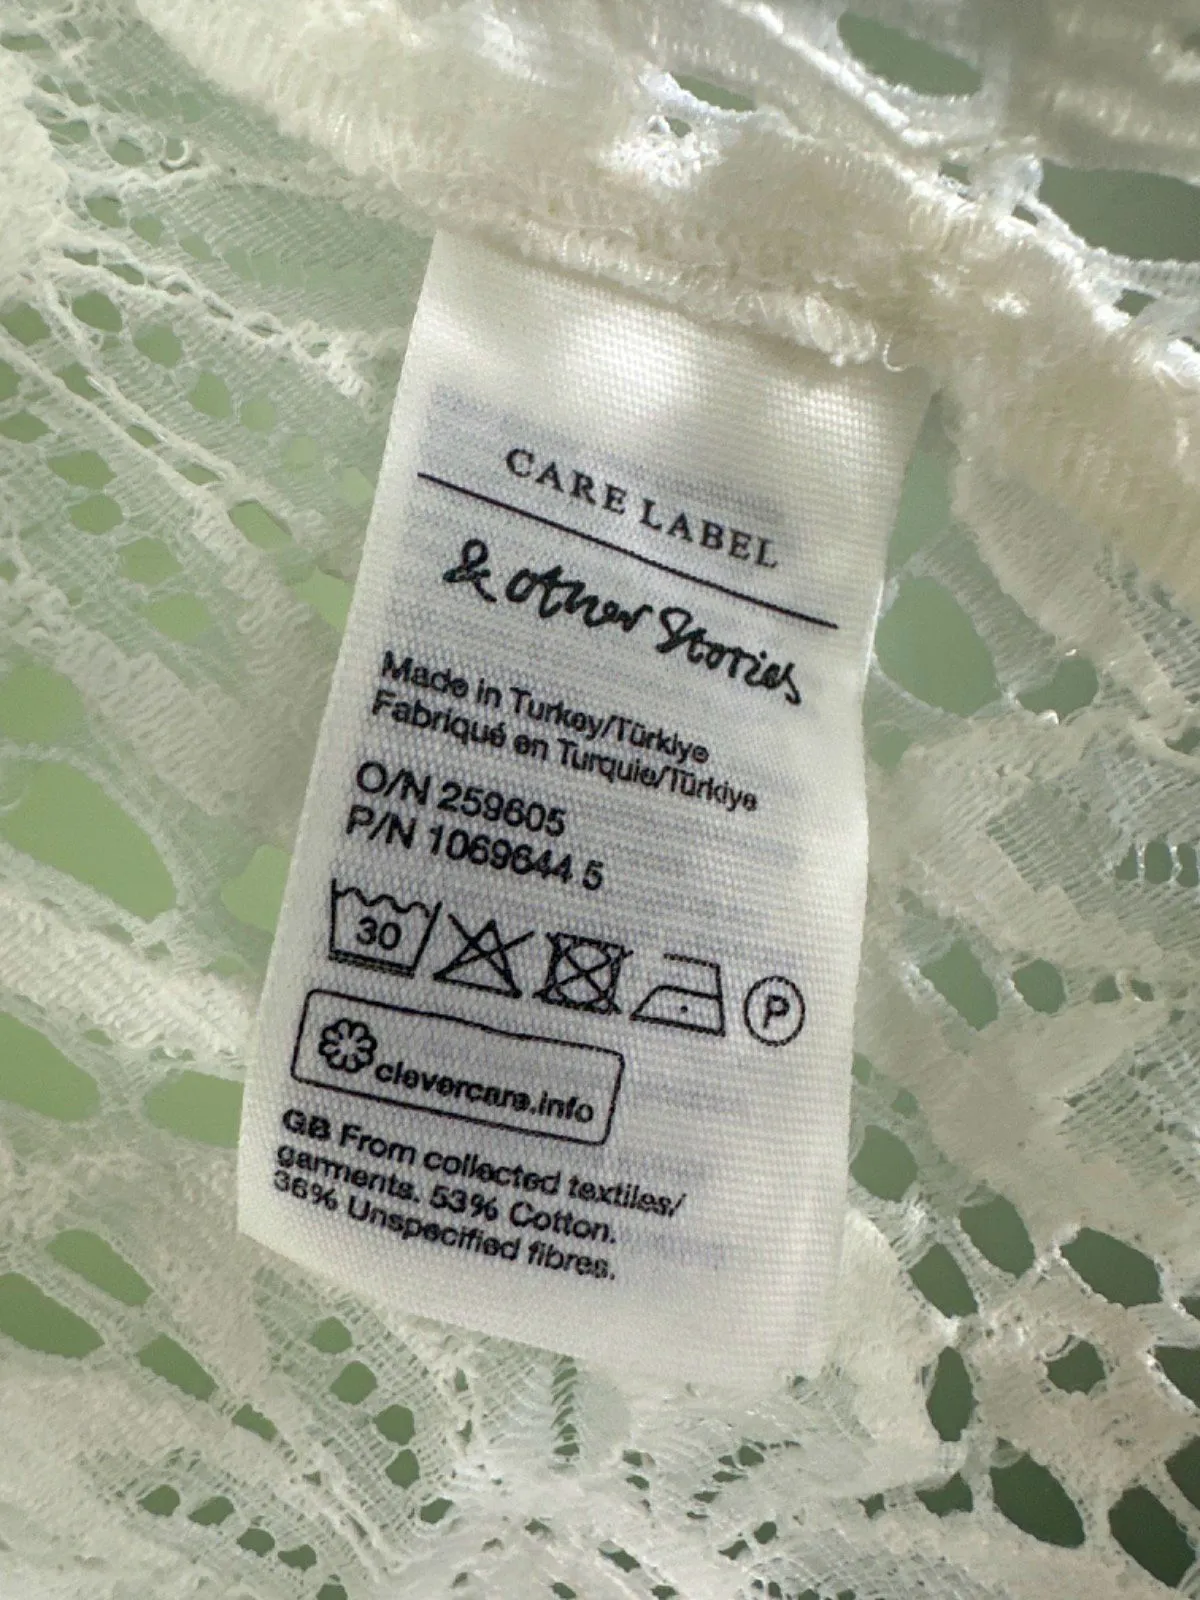 CARE LABEL
& other Stories
Made in Turkey/Türkiye
Fabriqué en Turquie/Türkiye
O/N 259605
P/N 1069644 5
30
P
clevercare.info
GB From collected textiles/
garments. 53% Cotton.
36% Unspecified fibres.